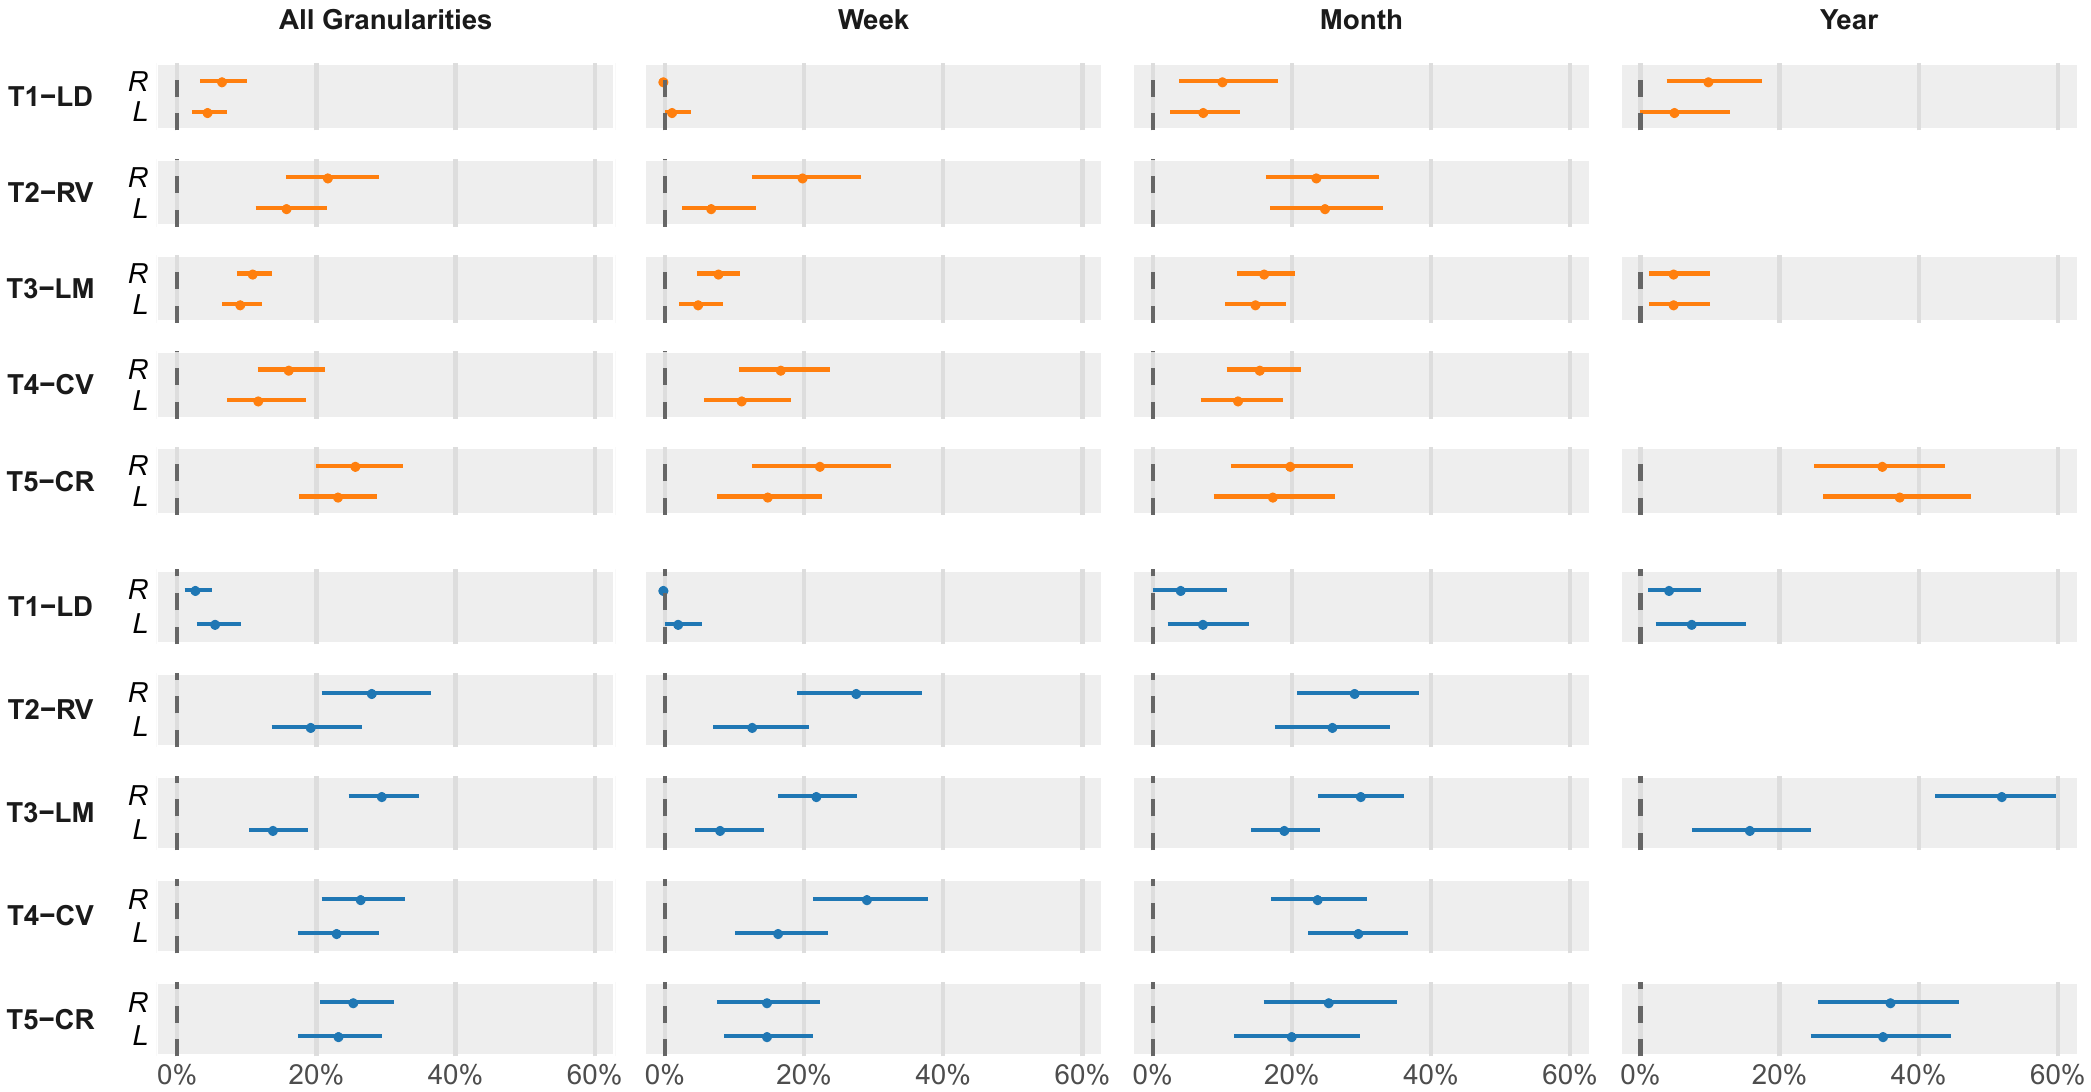 All Granularities Week Month Year
T1−LD R
L
T2−RV R
L
T3−LM R
L
T4−CV R
L
T5−CR R
L
T1−LD R
L
T2−RV R
L
T3−LM R
L
T4−CV R
L
T5−CR R
L
0% 20% 40% 60% 0% 20% 40% 60% 0% 20% 40% 60% 0% 20% 40% 60%